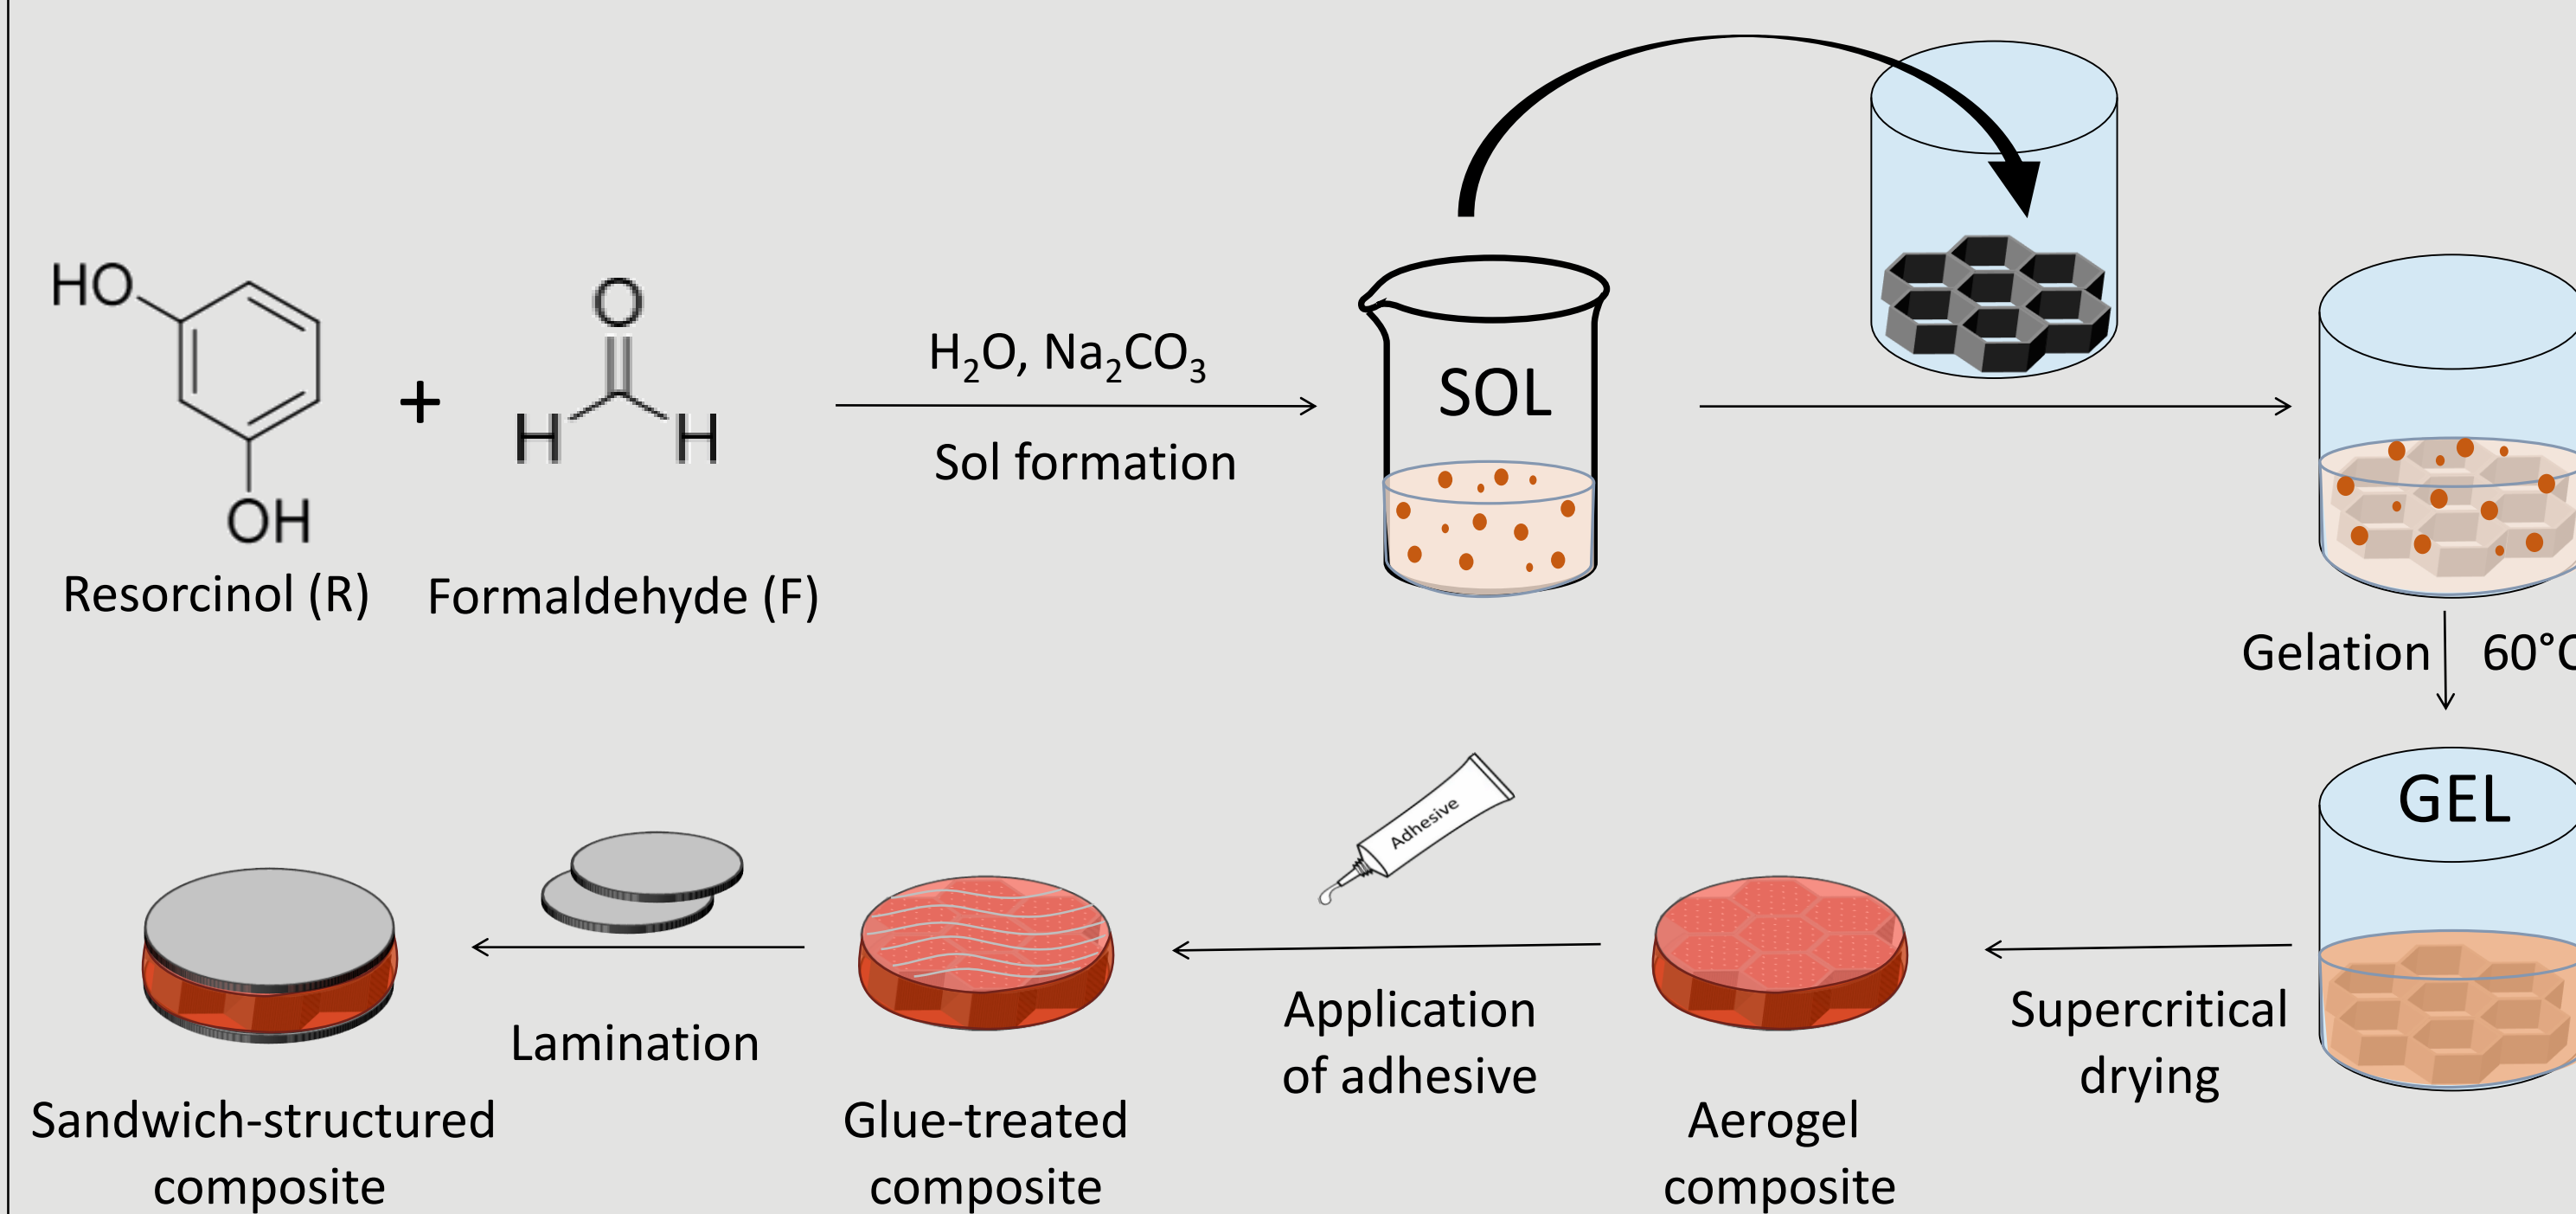 HO
O
H
H
OH
+
Resorcinol (R)
Formaldehyde (F)
H₂O, Na₂CO₃
Sol formation
SOL
Gelation
60°C
GEL
Supercritical
drying
Aerogel
composite
Adhesive
Application
of adhesive
Glue-treated
composite
Lamination
Sandwich-structured
composite